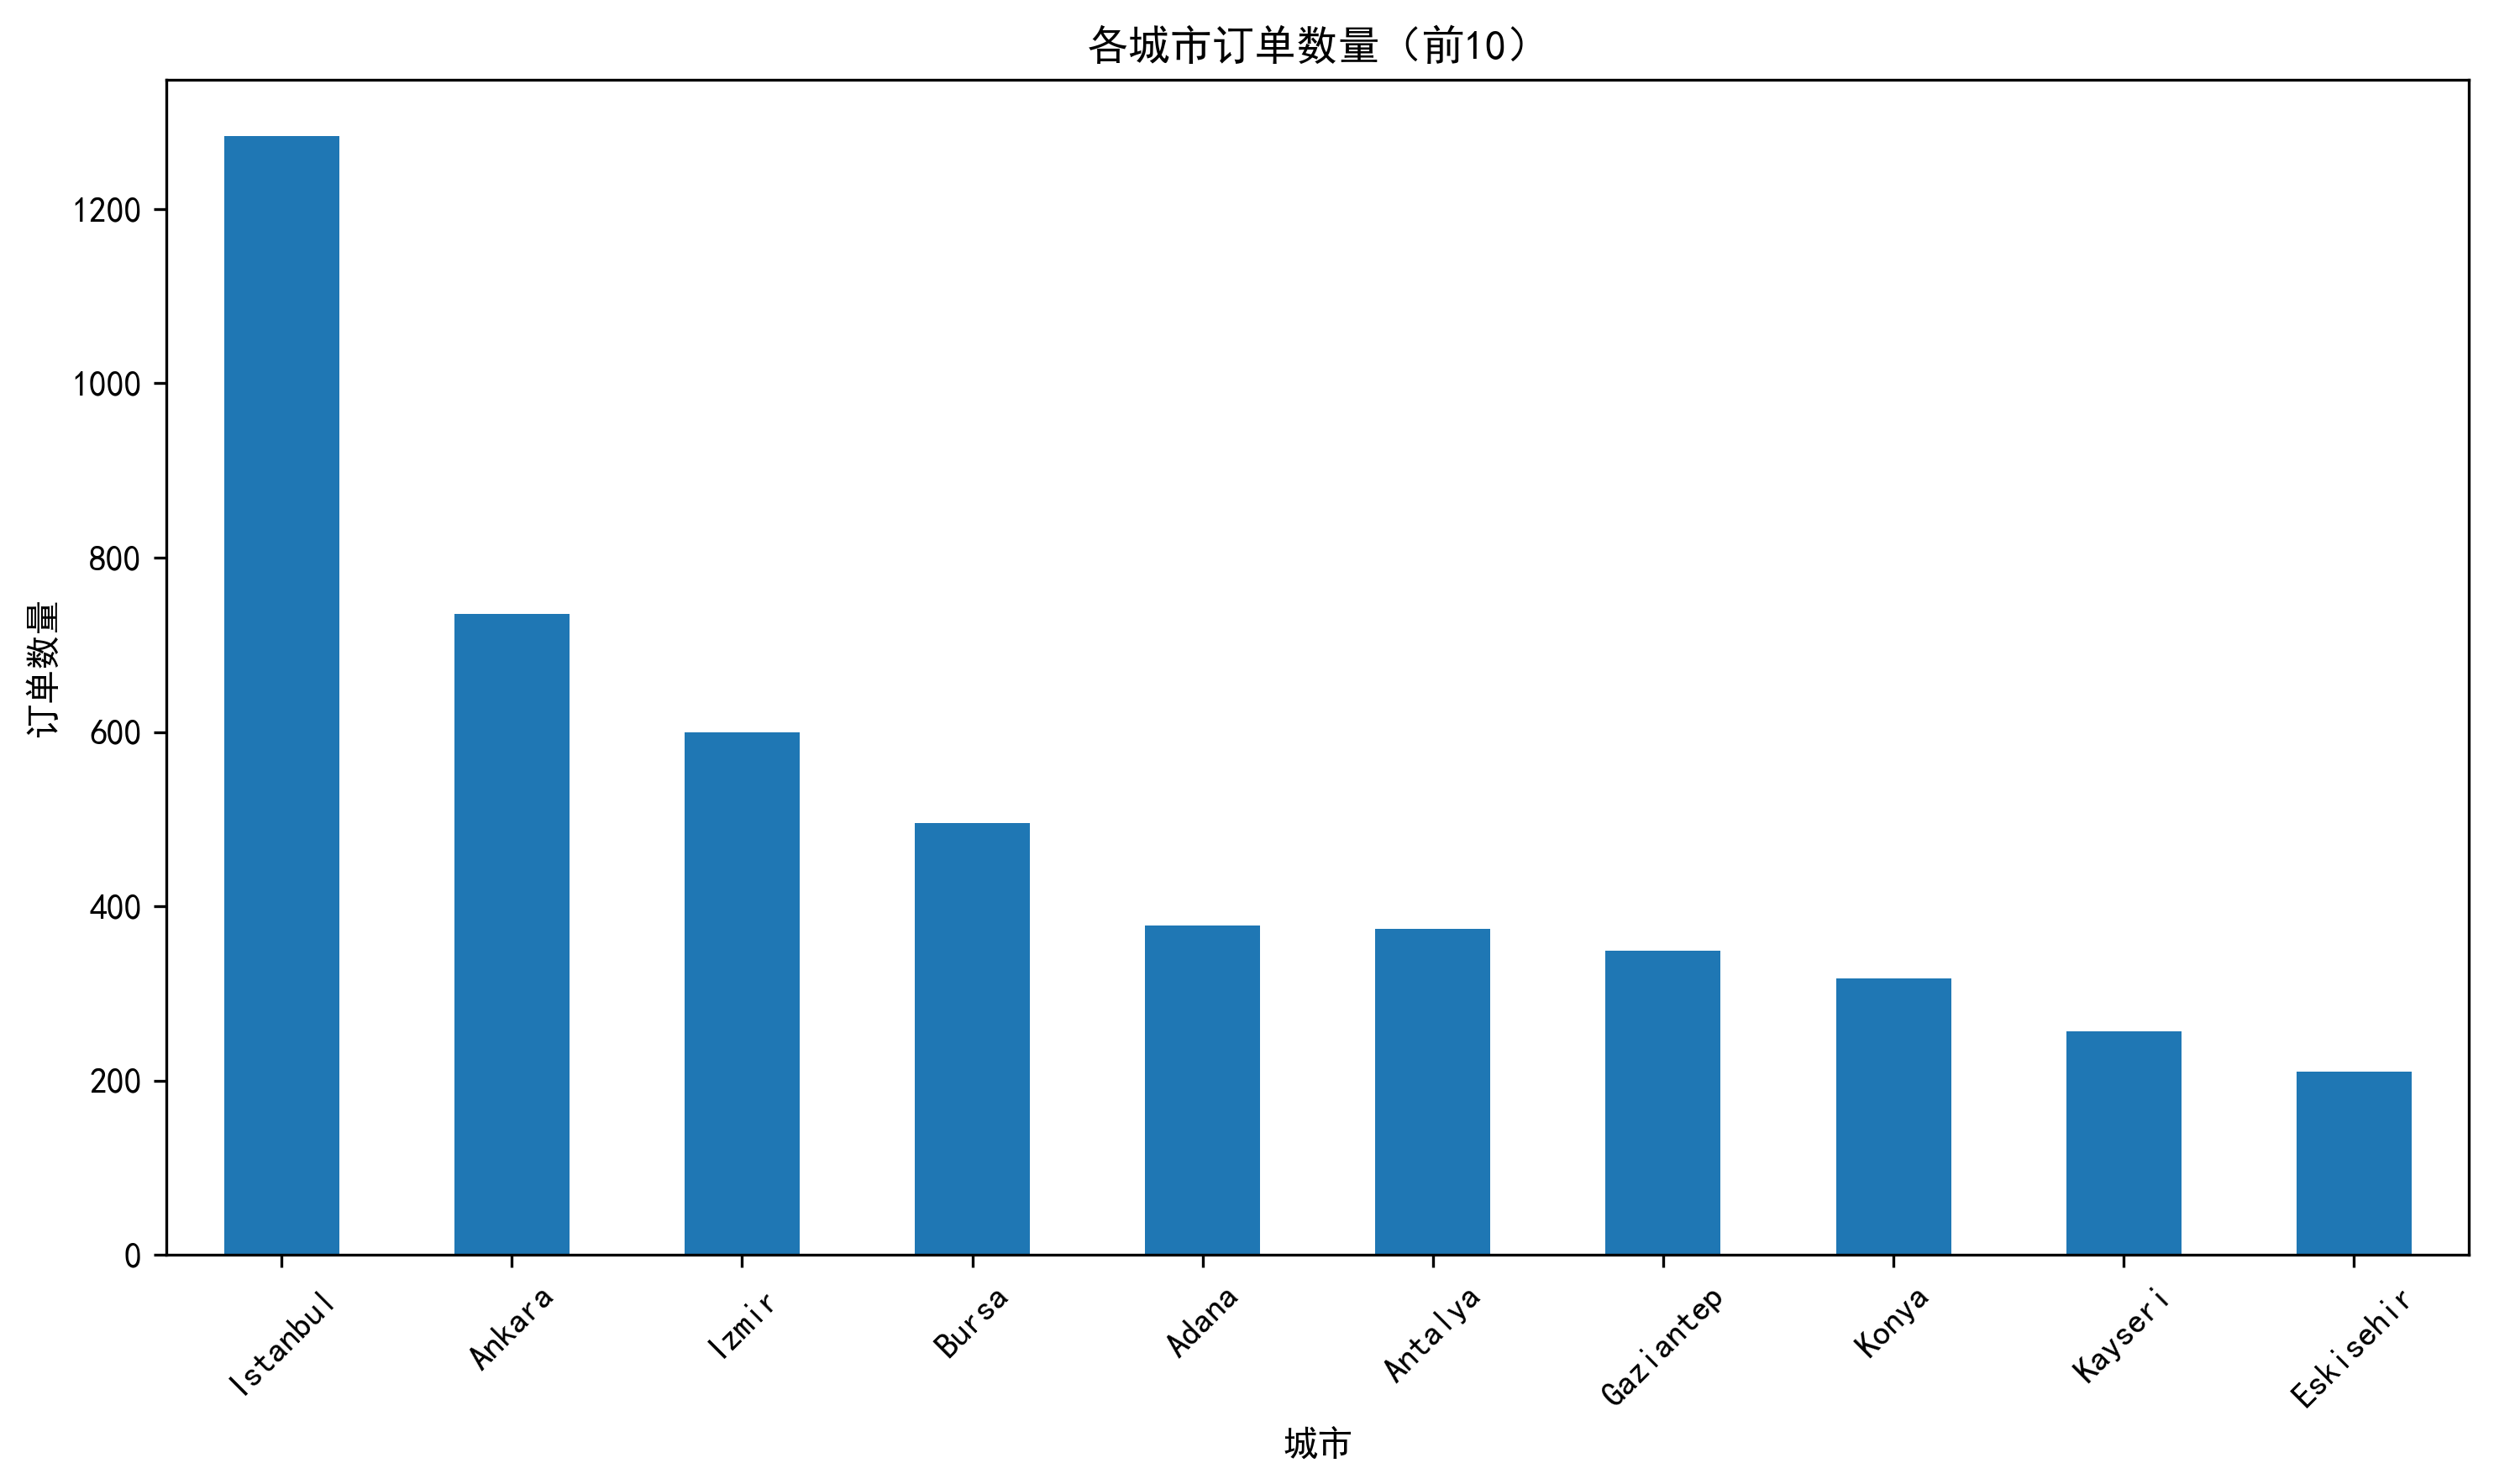 各城市订单数量（前10）
订单数量
1200
1000
800
600
400
200
0
Istanbul
Ankara
Izmir
Bursa
Adana
Antalya
Gaziantep
Konya
Kayseri
Eskisehir
城市